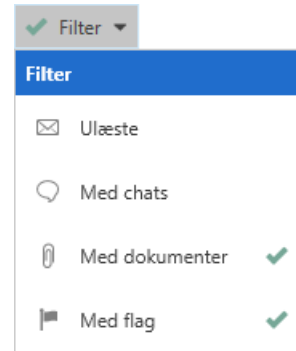 Filter
Filter
Ulæste
Med chats
Med dokumenter
Med flag